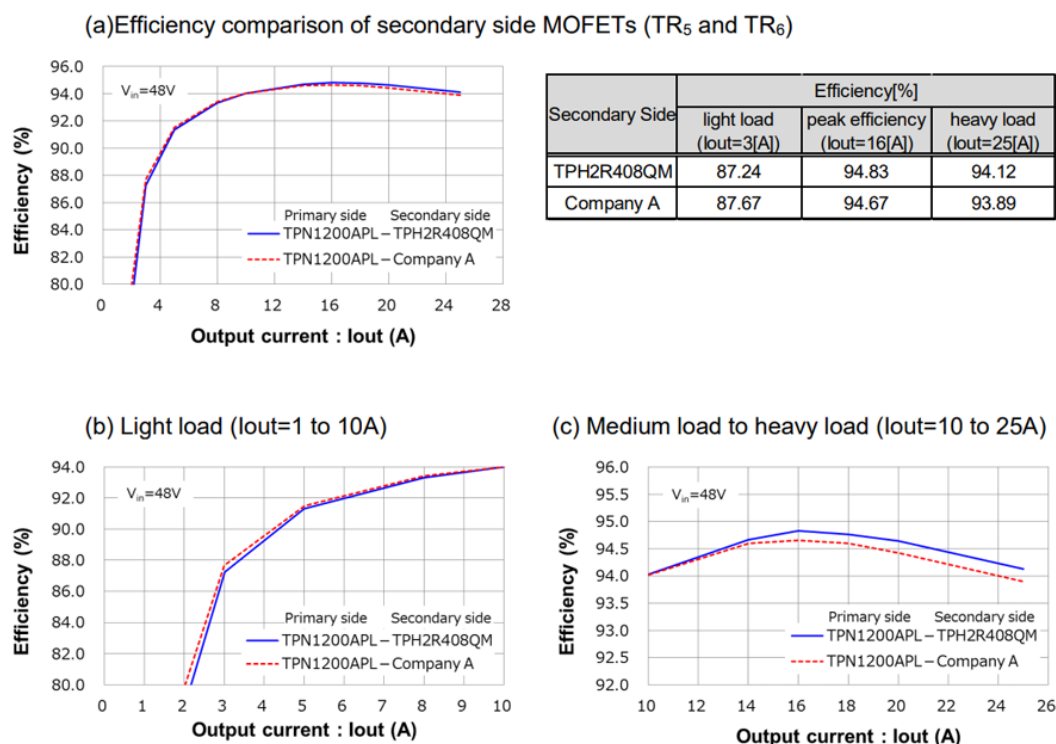 (a)Efficiency comparison of secondary side MOFETs (TR5 and TR6)
Efficiency (%)
96.0
94.0
92.0
90.0
88.0
86.0
84.0
82.0
80.0
Vin=48V
Primary side Secondary side
TPN1200APL－TPH2R408QM
TPN1200APL－Company A
0 4 8 12 16 20 24 28
Output current : Iout (A)
Secondary Side
Efficiency[%]
light load (Iout=3[A])
peak efficiency (Iout=16[A])
heavy load (Iout=25[A])
TPH2R408QM 87.24 94.83 94.12
Company A 87.67 94.67 93.89
(b) Light load (Iout=1 to 10A)
Efficiency (%)
94.0
92.0
90.0
88.0
86.0
84.0
82.0
80.0
Vin=48V
Primary side Secondary side
TPN1200APL－TPH2R408QM
TPN1200APL－Company A
0 1 2 3 4 5 6 7 8 9 10
Output current : Iout (A)
(c) Medium load to heavy load (Iout=10 to 25A)
Efficiency (%)
96.0
95.5
95.0
94.5
94.0
93.5
93.0
92.5
92.0
Vin=48V
Primary side Secondary side
TPN1200APL－TPH2R408QM
TPN1200APL－Company A
10 12 14 16 18 20 22 24 26
Output current : Iout (A)